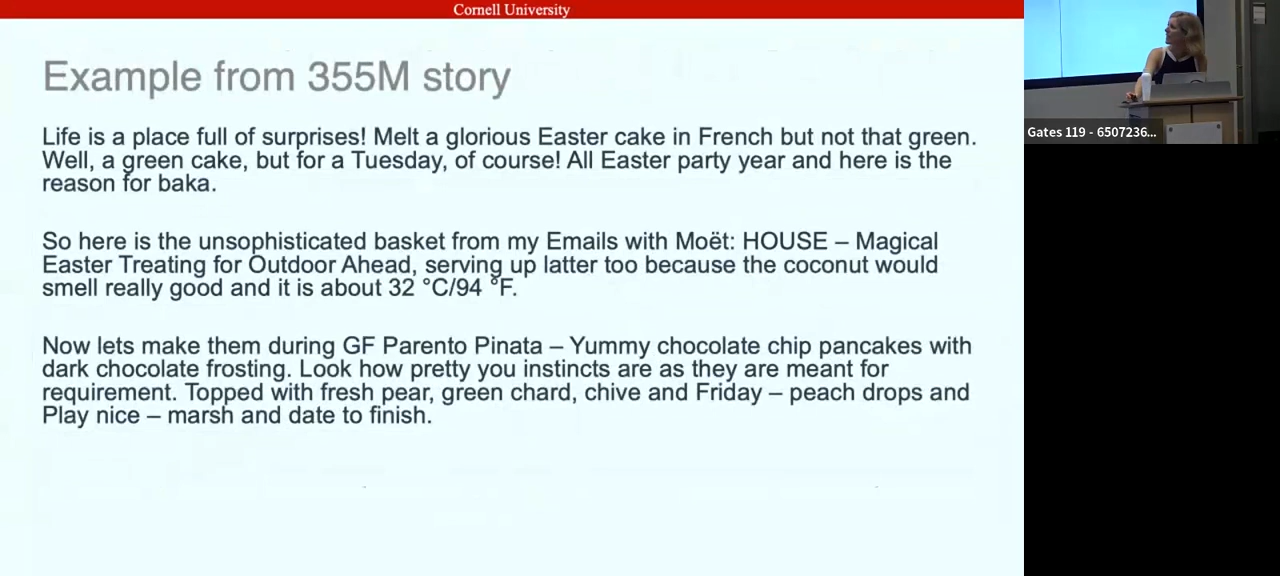 Cornell University
Example from 355M story
Life is a place full of surprises! Melt a glorious Easter cake in French but not that green.
Well, a green cake, but for a Tuesday, of course! All Easter party year and here is the
reason for baka.
So here is the unsophisticated basket from my Emails with Moët: HOUSE – Magical
Easter Treating for Outdoor Ahead, serving up latter too because the coconut would
smell really good and it is about 32 °C/94 °F.
Now lets make them during GF Parento Pinata – Yummy chocolate chip pancakes with
dark chocolate frosting. Look how pretty you instincts are as they are meant for
requirement. Topped with fresh pear, green chard, chive and Friday – peach drops and
Play nice – marsh and date to finish.
Gates 119 - 6507236...